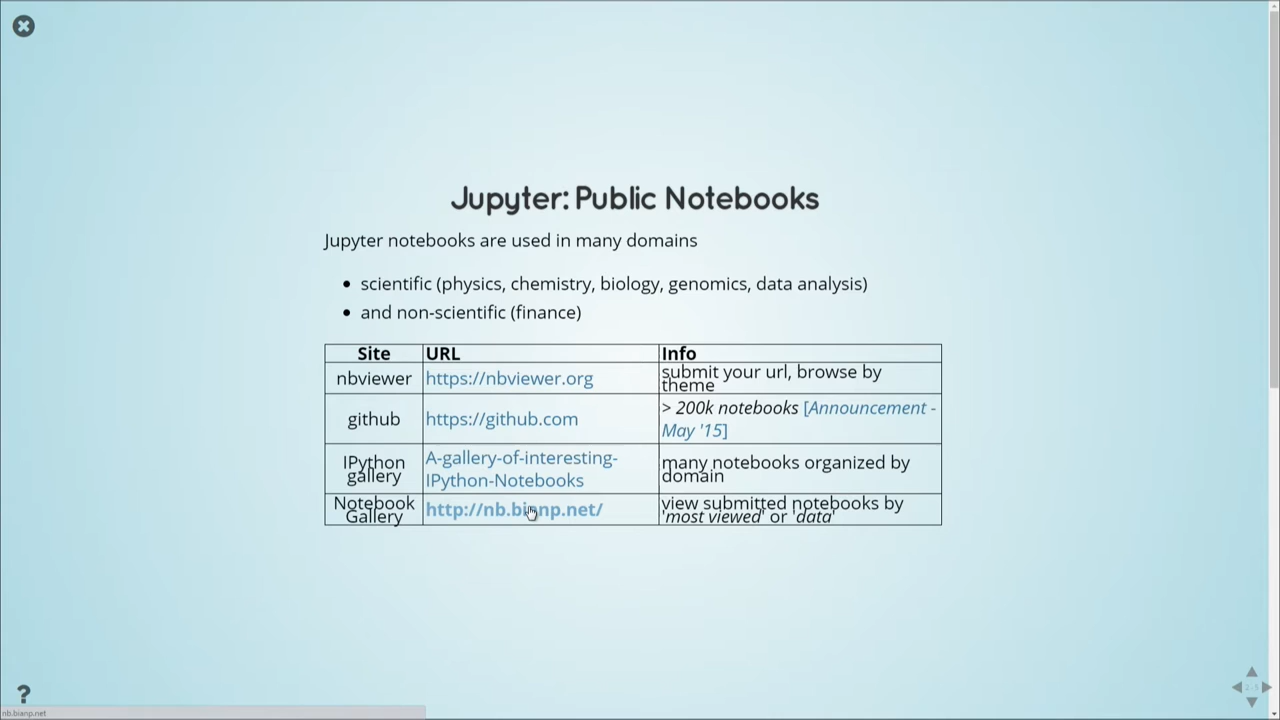 Jupyter: Public Notebooks
Jupyter notebooks are used in many domains
• scientific (physics, chemistry, biology, genomics, data analysis)
• and non-scientific (finance)
Site URL Info
nbviewer https://nbviewer.org submit your url, browse by
theme
github https://github.com > 200k notebooks [Announcement -
May '15]
IPython
gallery
A-gallery-of-interesting-
IPython-Notebooks
many notebooks organized by
domain
Notebook
Gallery
http://nb.bianp.net/
view submitted notebooks by
'most viewed' or 'data'
?
2-5
nb.bianp.net